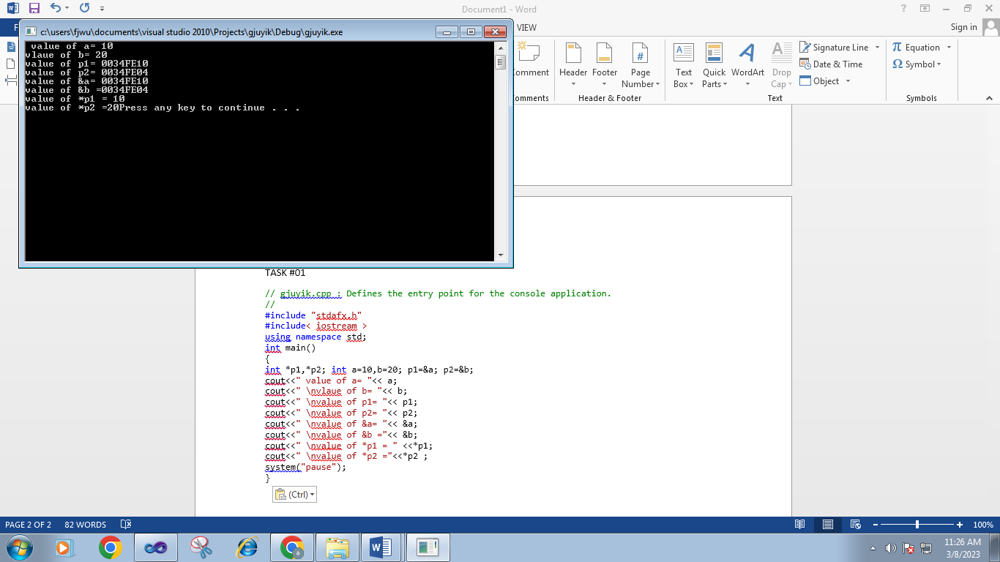 Document1 - Word
?
Sign in
F
VIEW
c:\users\fjwu\documents\visual studio 2010\Projects\gjuyik\Debug\gjuyik.exe
value of a= 10
vlaue of b= 20
value of p1= 0034FE10
value of p2= 0034FE04
value of &a= 0034FE10
value of &b =0034FE04
value of *p1 = 10
value of *p2 =20Press any key to continue . . .
omment
omments
Header Footer Page Number
Header & Footer
Text Box Quick Parts WordArt Drop Cap
Signature Line
Date & Time
Object
Text
π Equation
Ω Symbol
Symbols
TASK #01
// gjuyik.cpp : Defines the entry point for the console application.
//
#include "stdafx.h"
#include< iostream >
using namespace std;
int main()
{
int *p1,*p2; int a=10,b=20; p1=&a; p2=&b;
cout<<" value of a= "<< a;
cout<<" \nvlaue of b= "<< b;
cout<<" \nvalue of p1= "<< p1;
cout<<" \nvalue of p2= "<< p2;
cout<<" \nvalue of &a= "<< &a;
cout<<" \nvalue of &b ="<< &b;
cout<<" \nvalue of *p1 = " <<*p1;
cout<<" \nvalue of *p2 ="<<*p2 ;
system("pause");
}
(Ctrl)
PAGE 2 OF 2 82 WORDS
100%
11:26 AM
3/8/2023